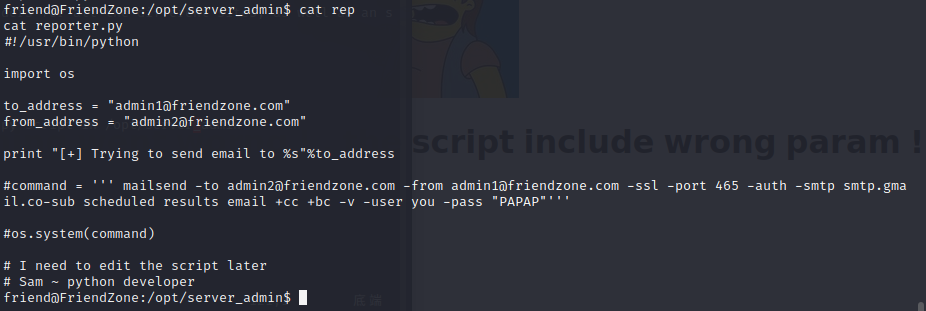 friend@FriendZone:/opt/server_admin$ cat rep
cat reporter.py
#!/usr/bin/python
import os
to_address = "admin1@friendzone.com"
from_address = "admin2@friendzone.com"
print "[+] Trying to send email to %s"%to_address
script include wrong param !
#command = ''' mailsend -to admin2@friendzone.com -from admin1@friendzone.com -ssl -port 465 -auth -smtp smtp.gma
il.co-sub scheduled results email +cc +bc -v -user you -pass "PAPAP"'''
#os.system(command)
# I need to edit the script later
# Sam ~ python developer
friend@FriendZone:/opt/server_admin$